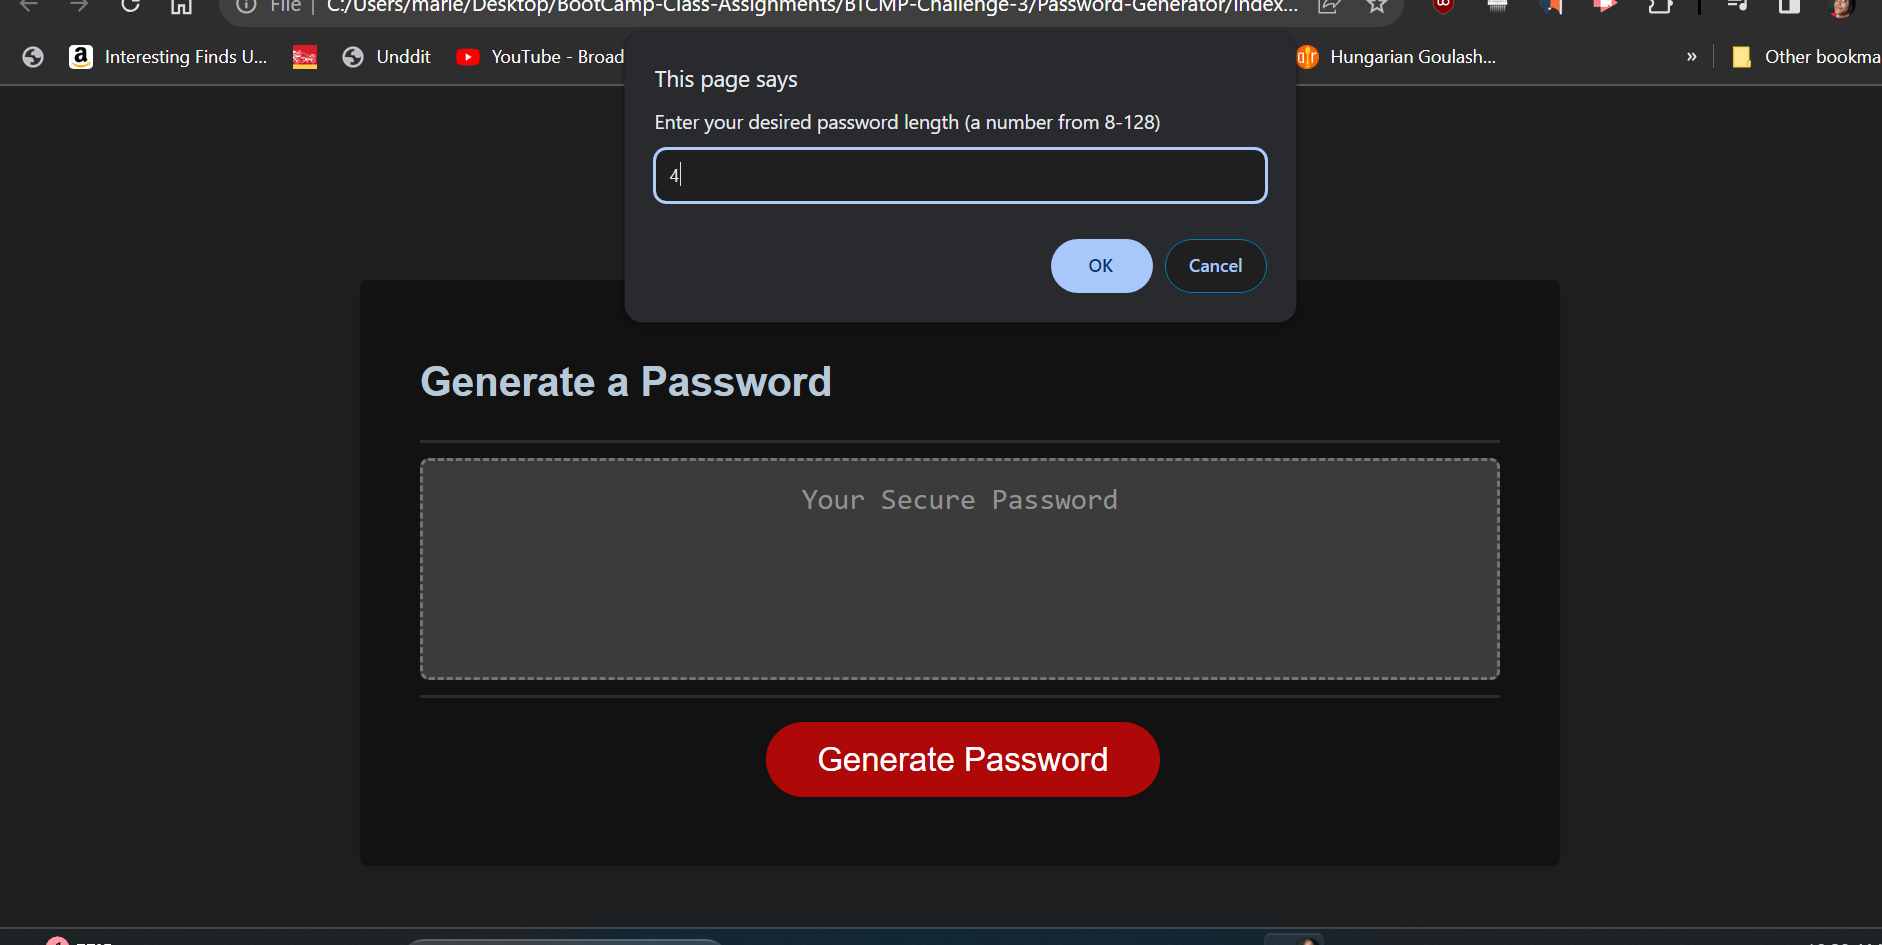 File | C:/Users/marie/Desktop/BootCamp-Class-Assignments/BTCMP-Challenge-3/Password-Generator/index...
Interesting Finds U... Unddit YouTube - Broad Hungarian Goulash... » Other bookma
This page says
Enter your desired password length (a number from 8-128)
4
OK Cancel
Generate a Password
Your Secure Password
Generate Password